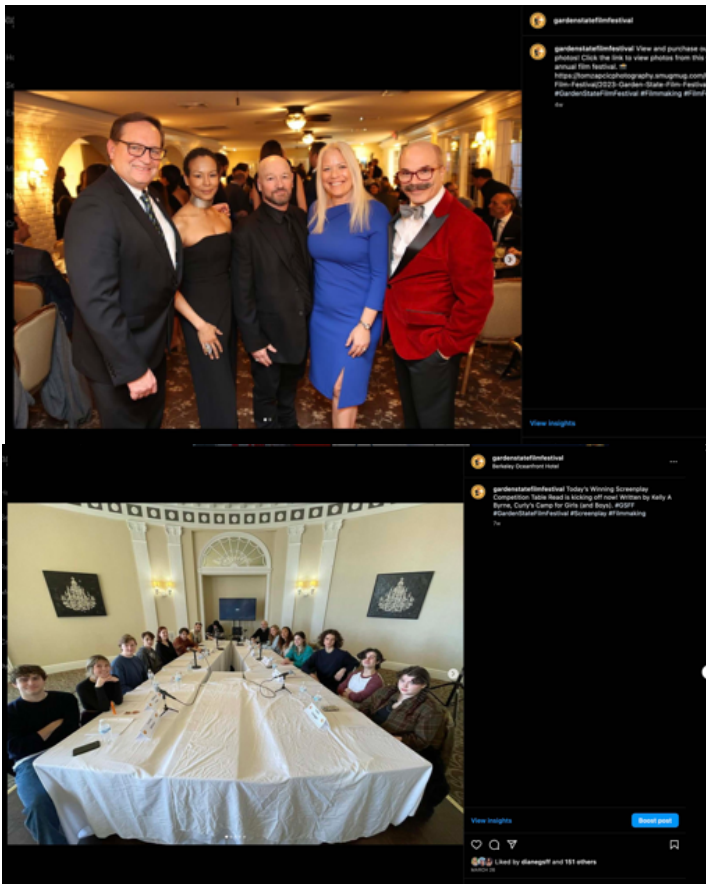 gardenstatefilmfestival
gardenstatefilmfestival View and purchase
photos! Click the link to view photos from this
annual film festival.
https://tomzapcicphotography.smugmug.com/
Film-Festival/2023-Garden-State-Film-
#GardenStateFilmFestival #Filmmaking
View insights
gardenstatefilmfestival
Berkeley Oceanfront Hotel
gardenstatefilmfestival Today's Winning Screenplay
Competition Table Read is kicking off now! Written by Kelly A
Byrne, Curly's Camp for Girls (and Boys). #GSFF
#GardenStateFilmFestival #Screenplay #Filmmaking
7w
View insights
Boost post
Liked by dianegsff and 151 others
MARCH 26